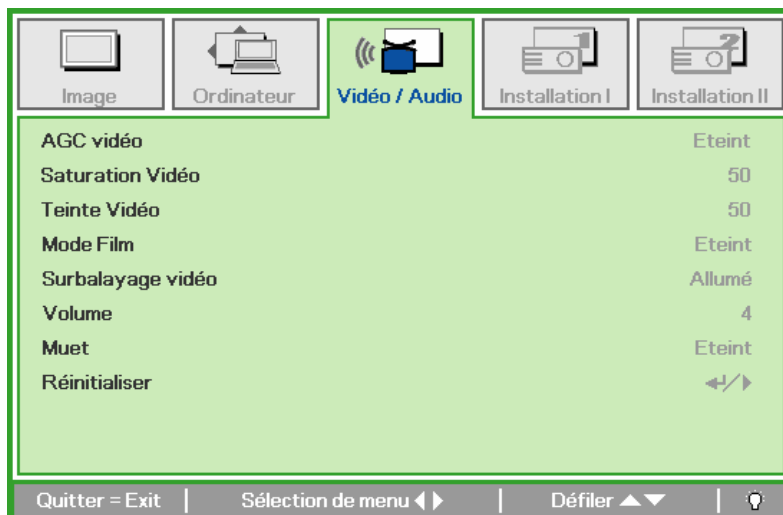 Image Ordinateur Vidéo / Audio Installation I Installation II
AGC vidéo Eteint
Saturation Vidéo 50
Teinte Vidéo 50
Mode Film Eteint
Surbalayage vidéo Allumé
Volume 4
Muet Eteint
Réinitialiser
Quitter = Exit Sélection de menu Défiler